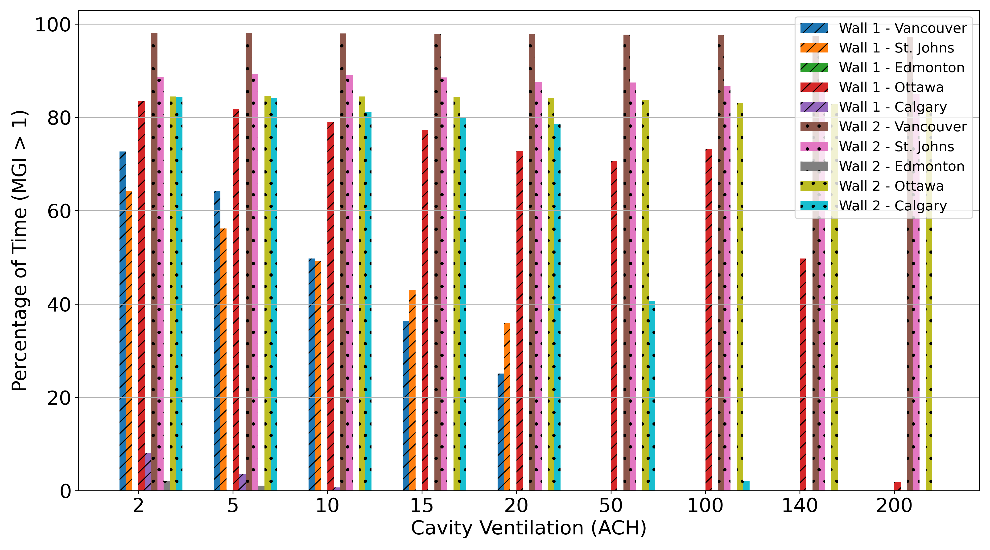 100
80
60
40
20
0
Percentage of Time (MGI > 1)
Wall 1 - Vancouver
Wall 1 - St. Johns
Wall 1 - Edmonton
Wall 1 - Ottawa
Wall 1 - Calgary
Wall 2 - Vancouver
Wall 2 - St. Johns
Wall 2 - Edmonton
Wall 2 - Ottawa
Wall 2 - Calgary
2 5 10 15 20 50 100 140 200
Cavity Ventilation (ACH)